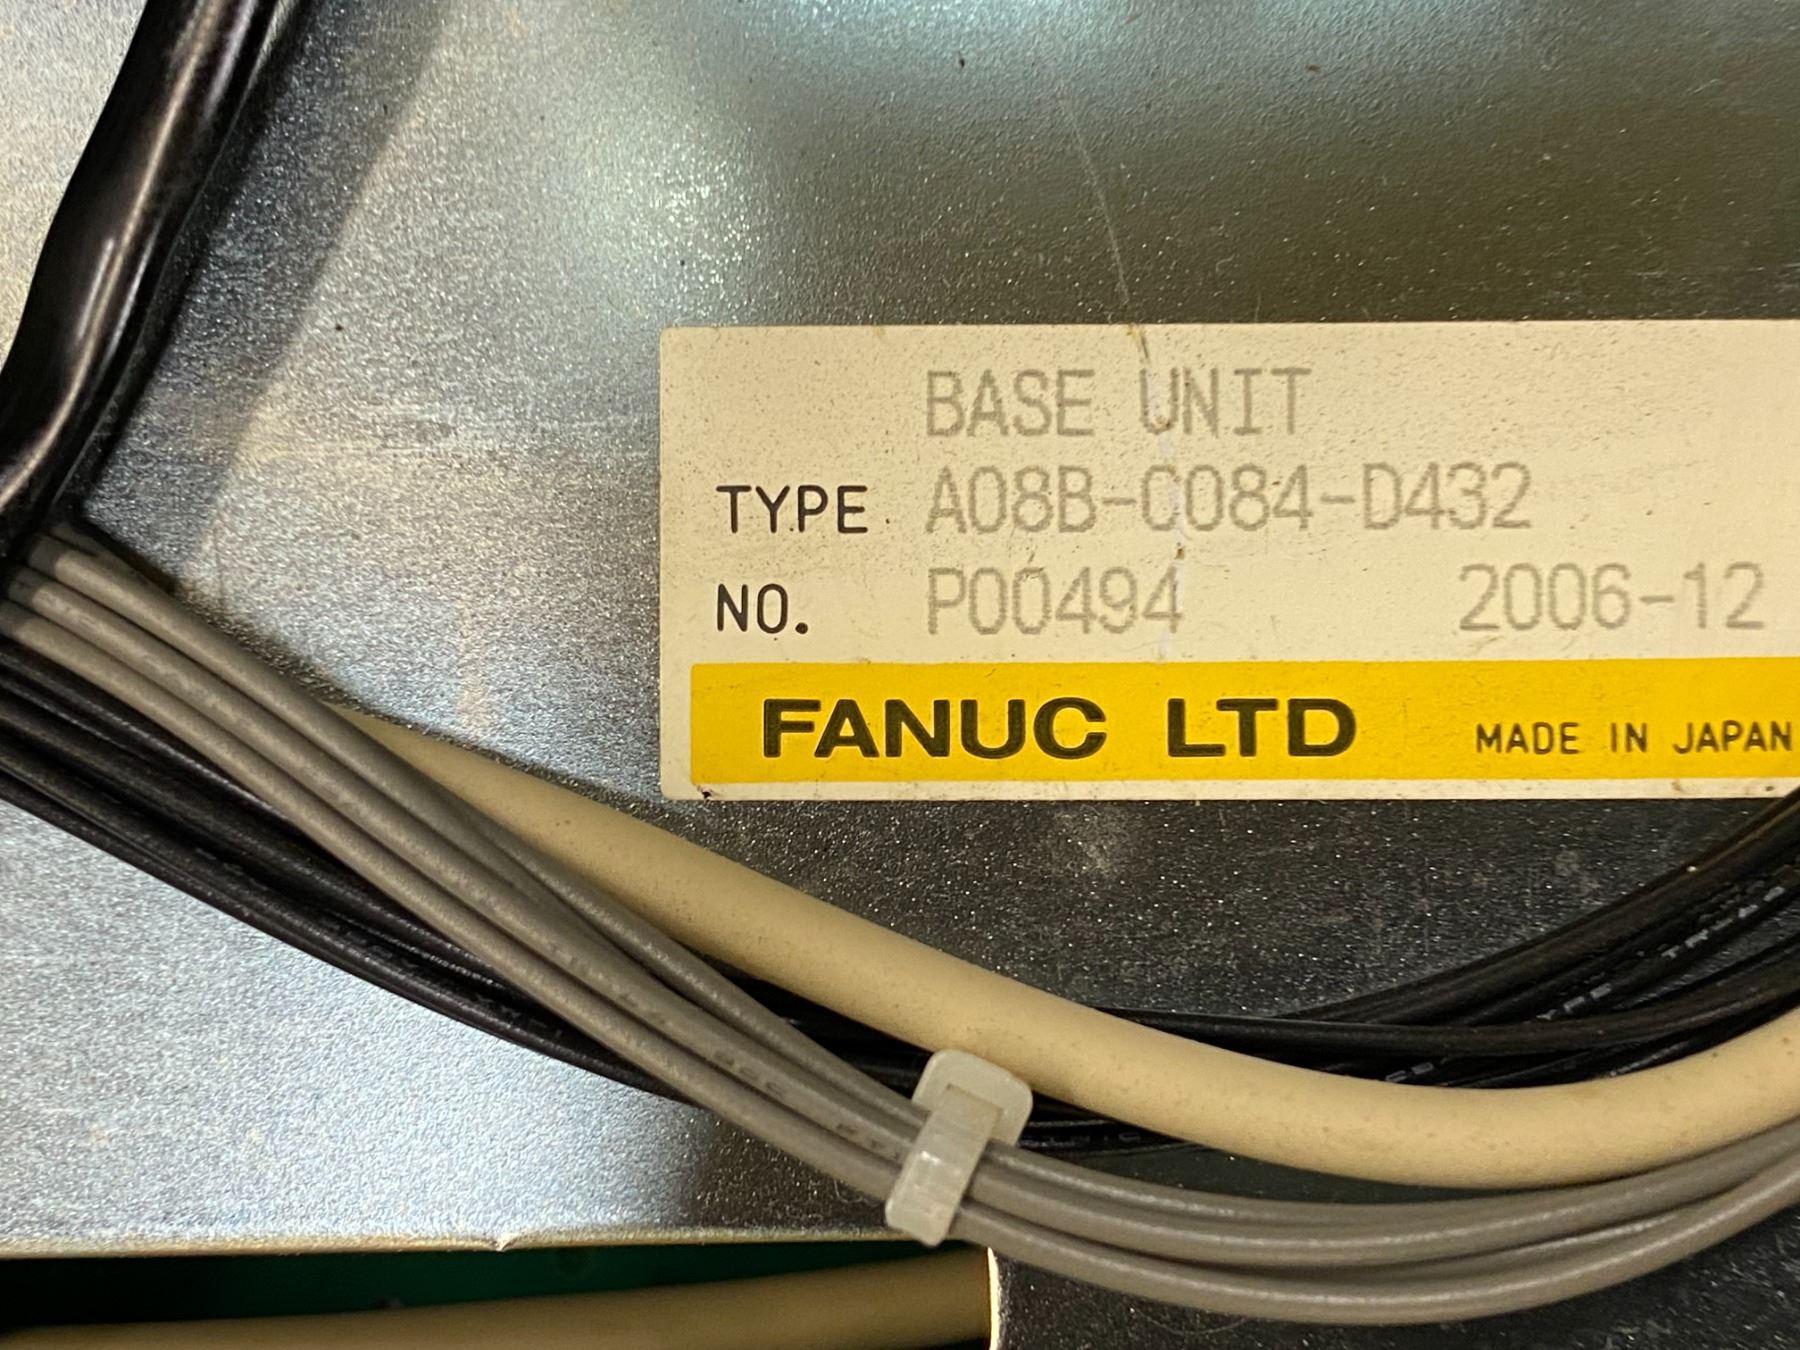 BASE UNIT
TYPE A08B-0084-D432
NO. P00494 2006-12
FANUC LTD MADE IN JAPAN